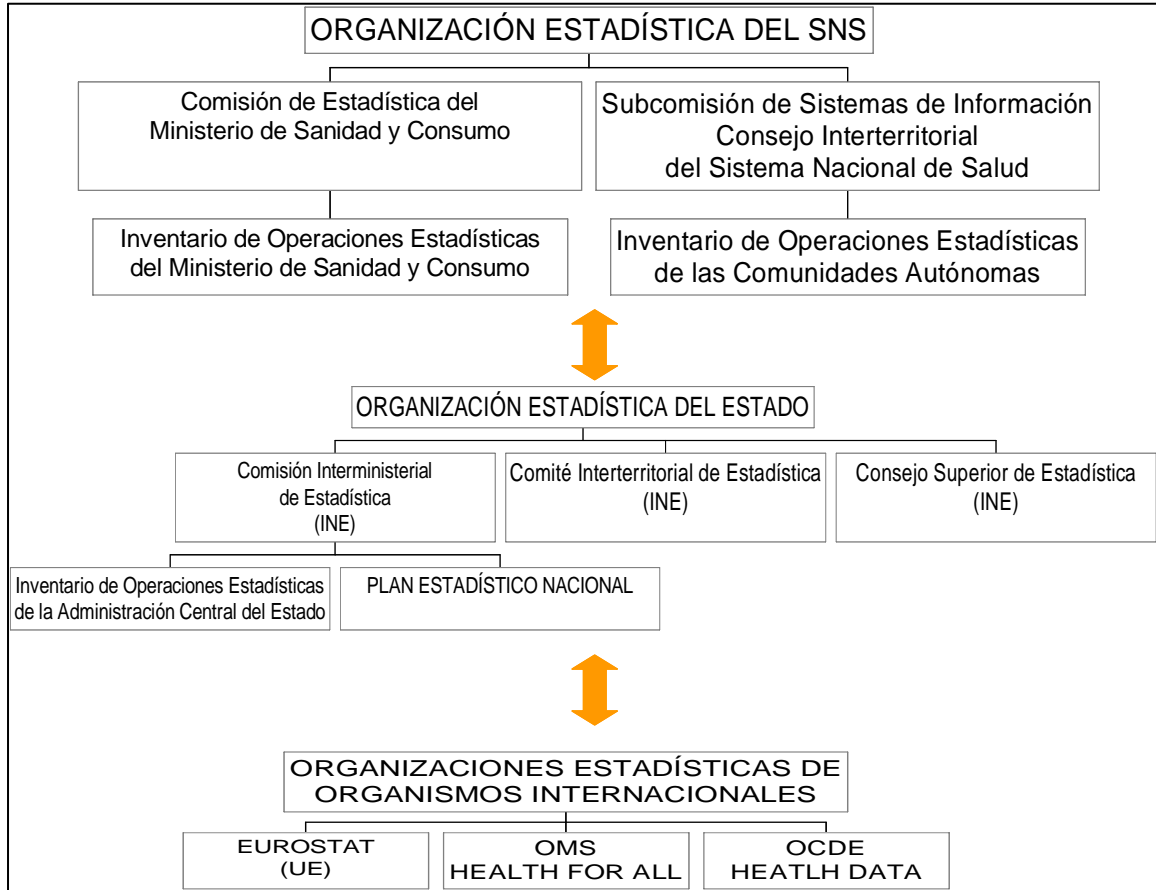 ORGANIZACIÓN ESTADÍSTICA DEL SNS
Comisión de Estadística del
Ministerio de Sanidad y Consumo
Subcomisión de Sistemas de Información
Consejo Interterritorial
del Sistema Nacional de Salud
Inventario de Operaciones Estadísticas
del Ministerio de Sanidad y Consumo
Inventario de Operaciones Estadísticas
de las Comunidades Autónomas
ORGANIZACIÓN ESTADÍSTICA DEL ESTADO
Comisión Interministerial
de Estadística
(INE)
Comité Interterritorial de Estadística
(INE)
Consejo Superior de Estadística
(INE)
Inventario de Operaciones Estadísticas
de la Administración Central del Estado
PLAN ESTADÍSTICO NACIONAL
ORGANIZACIONES ESTADÍSTICAS DE
ORGANISMOS INTERNACIONALES
EUROSTAT
(UE)
OMS
HEALTH FOR ALL
OCDE
HEATLH DATA